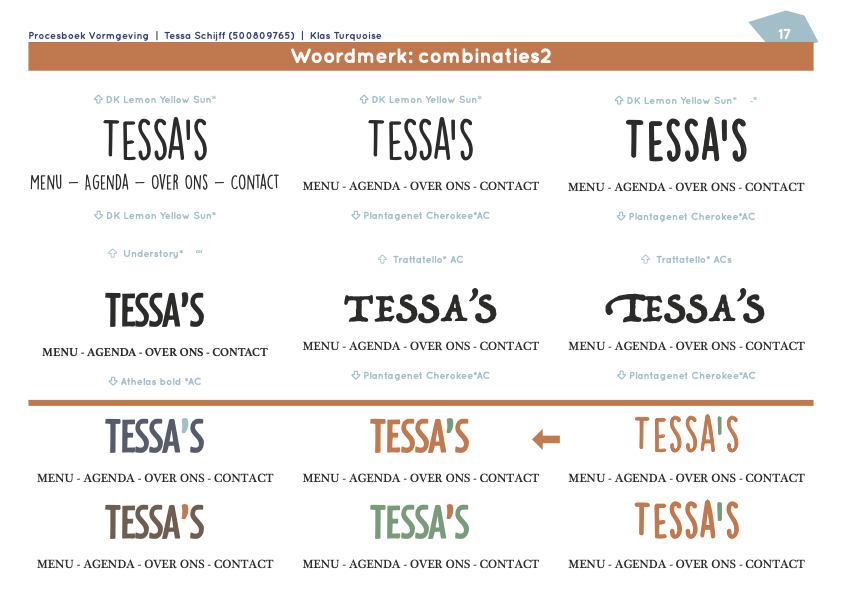 Procesboek Vormgeving | Tessa Schijff (500809765) | Klas Turquoise
17
Woordmerk: combinaties2
DK Lemon Yellow Sun* DK Lemon Yellow Sun* DK Lemon Yellow Sun* -*
TESSA'S TESSA'S TESSA'S
MENU – AGENDA – OVER ONS – CONTACT MENU - AGENDA - OVER ONS - CONTACT MENU - AGENDA - OVER ONS - CONTACT
DK Lemon Yellow Sun* Plantagenet Cherokee*AC Plantagenet Cherokee*AC
Understory* "" Trattatello* AC Trattatello* ACs
TESSA'S TESSA'S TESSA'S
MENU - AGENDA - OVER ONS - CONTACT MENU - AGENDA - OVER ONS - CONTACT MENU - AGENDA - OVER ONS - CONTACT
Athelas bold *AC Plantagenet Cherokee*AC Plantagenet Cherokee*AC
TESSA'S TESSA'S TESSA'S
MENU - AGENDA - OVER ONS - CONTACT MENU - AGENDA - OVER ONS - CONTACT MENU - AGENDA - OVER ONS - CONTACT
TESSA'S TESSA'S TESSA'S
MENU - AGENDA - OVER ONS - CONTACT MENU - AGENDA - OVER ONS - CONTACT MENU - AGENDA - OVER ONS - CONTACT